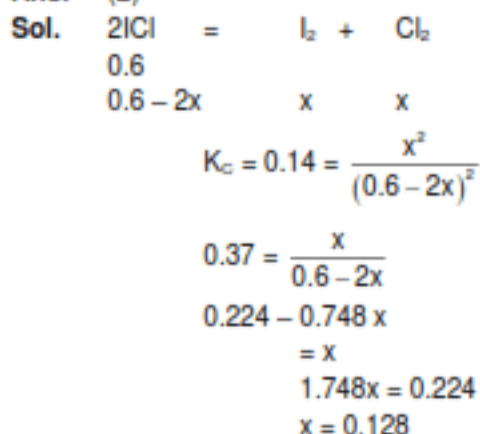 Sol. 2ICl = I₂ + Cl₂
0.6
0.6 – 2x x x
K_C = 0.14 = x² / (0.6 – 2x)²
0.37 = x / 0.6 – 2x
0.224 – 0.748 x
= x
1.748x = 0.224
x = 0.128